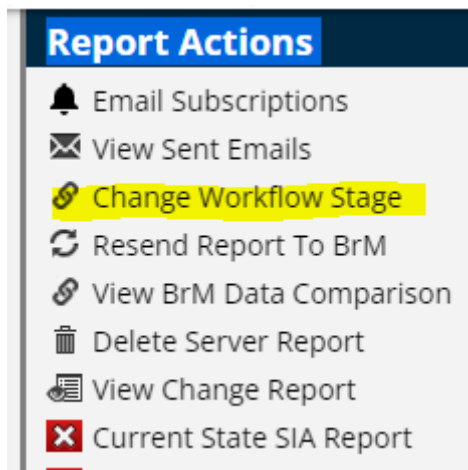 Report Actions
Email Subscriptions
View Sent Emails
Change Workflow Stage
Resend Report To BrM
View BrM Data Comparison
Delete Server Report
View Change Report
Current State SIA Report